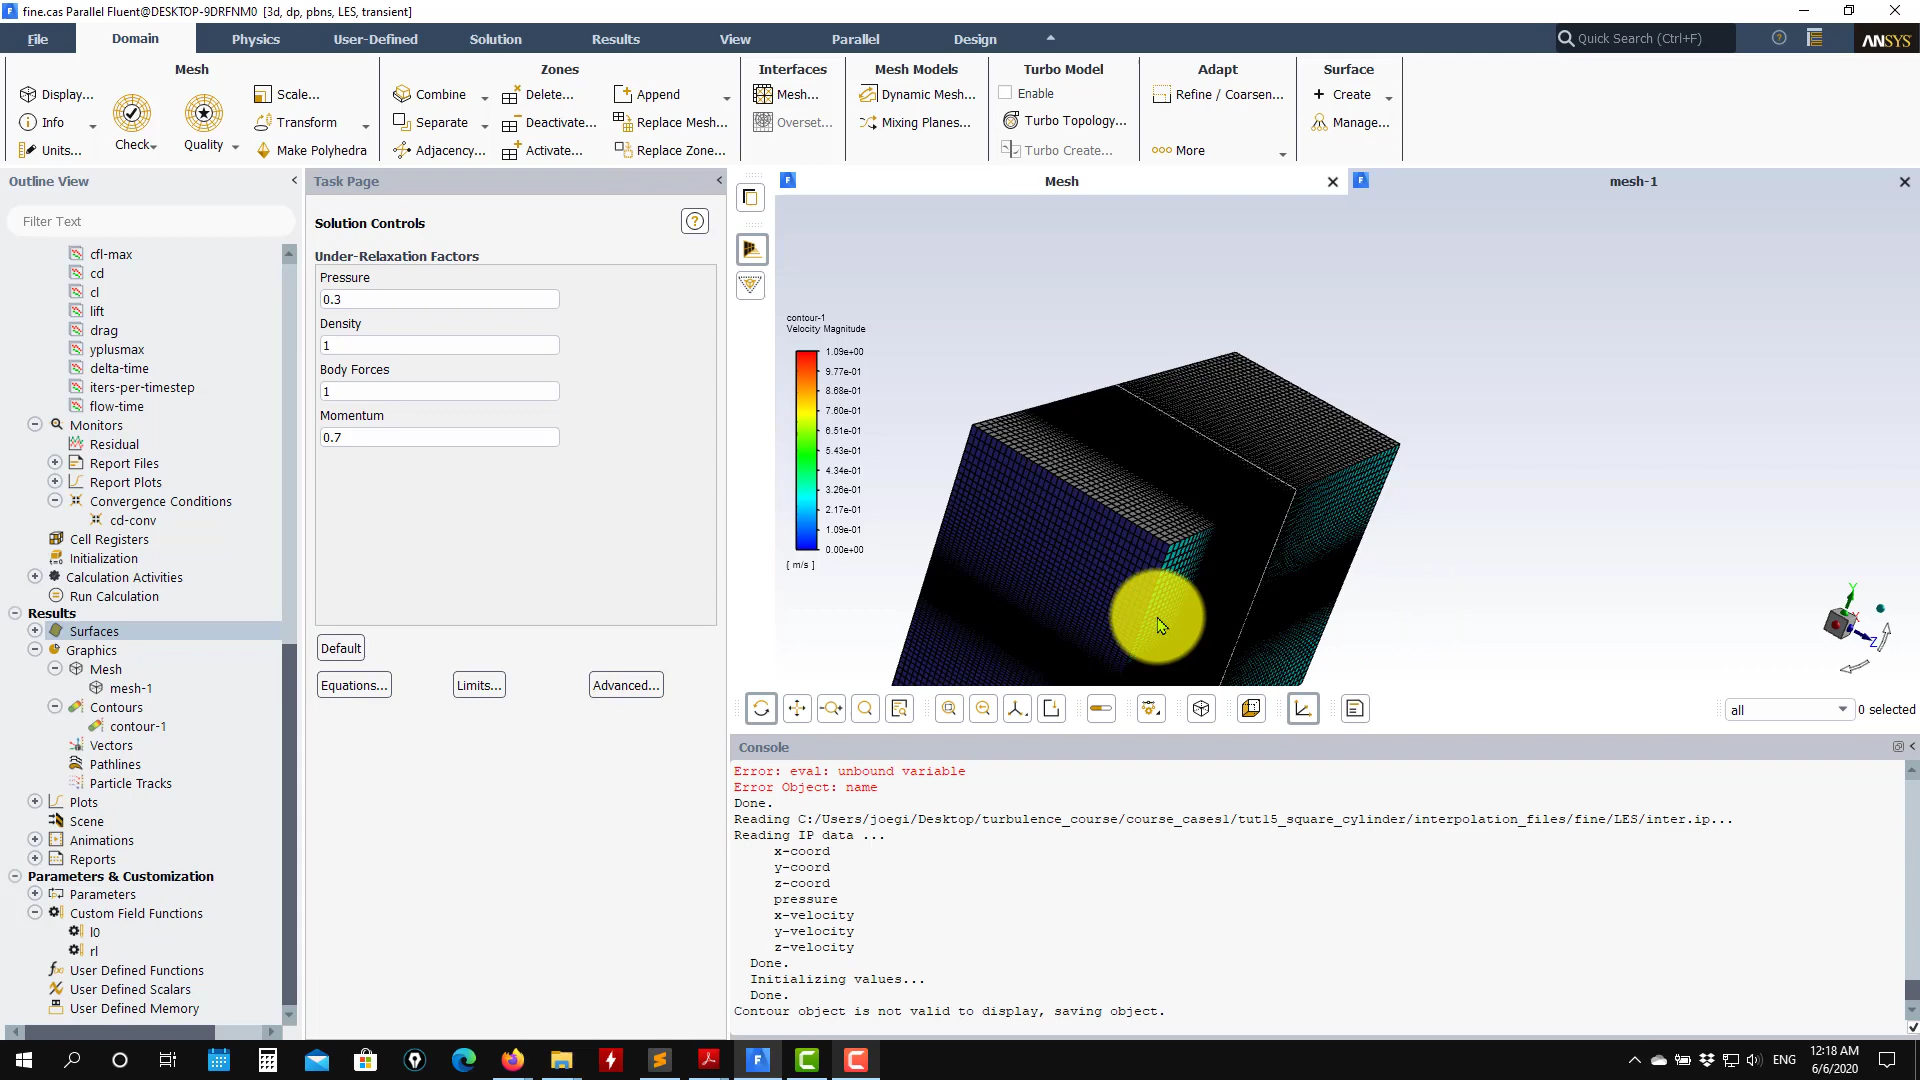 fine.cas Parallel Fluent@DESKTOP-9DRFNM0 [3d, dp, pbns, LES, transient]
File
Domain
Physics
User-Defined
Solution
Results
View
Parallel
Design
Quick Search (Ctrl+F)
ANSYS
Mesh
Display...
Info
Units...
Check
Quality
Scale...
Transform
Make Polyhedra
Zones
Combine
Separate
Adjacency...
Delete...
Deactivate...
Activate...
Append
Replace Mesh...
Replace Zone...
Interfaces
Mesh...
Overset...
Mesh Models
Dynamic Mesh...
Mixing Planes...
Turbo Model
Enable
Turbo Topology...
Turbo Create...
Adapt
Refine / Coarsen...
More
Surface
Create
Manage...
Outline View
Filter Text
cfl-max
cd
cl
lift
drag
yplusmax
delta-time
iters-per-timestep
flow-time
Monitors
Residual
Report Files
Report Plots
Convergence Conditions
cd-conv
Cell Registers
Initialization
Calculation Activities
Run Calculation
Results
Surfaces
Graphics
Mesh
mesh-1
Contours
contour-1
Vectors
Pathlines
Particle Tracks
Plots
Scene
Animations
Reports
Parameters & Customization
Parameters
Custom Field Functions
l0
rl
User Defined Functions
User Defined Scalars
User Defined Memory
Task Page
Solution Controls
Under-Relaxation Factors
Pressure
0.3
Density
1
Body Forces
1
Momentum
0.7
Default
Equations...
Limits...
Advanced...
Mesh
mesh-1
contour-1
Velocity Magnitude
1.09e+00
9.77e-01
8.68e-01
7.60e-01
6.51e-01
5.43e-01
4.34e-01
3.26e-01
2.17e-01
1.09e-01
0.00e+00
[ m/s ]
Y
X
Z
all
0 selected
Console
Error: eval: unbound variable
Error Object: name
Done.
Reading C:/Users/joegi/Desktop/turbulence_course/course_cases1/tut15_square_cylinder/interpolation_files/fine/LES/inter.ip...
Reading IP data ...
x-coord
y-coord
z-coord
pressure
x-velocity
y-velocity
z-velocity
Done.
Initializing values...
Done.
Contour object is not valid to display, saving object.
ENG
12:18 AM
6/6/2020